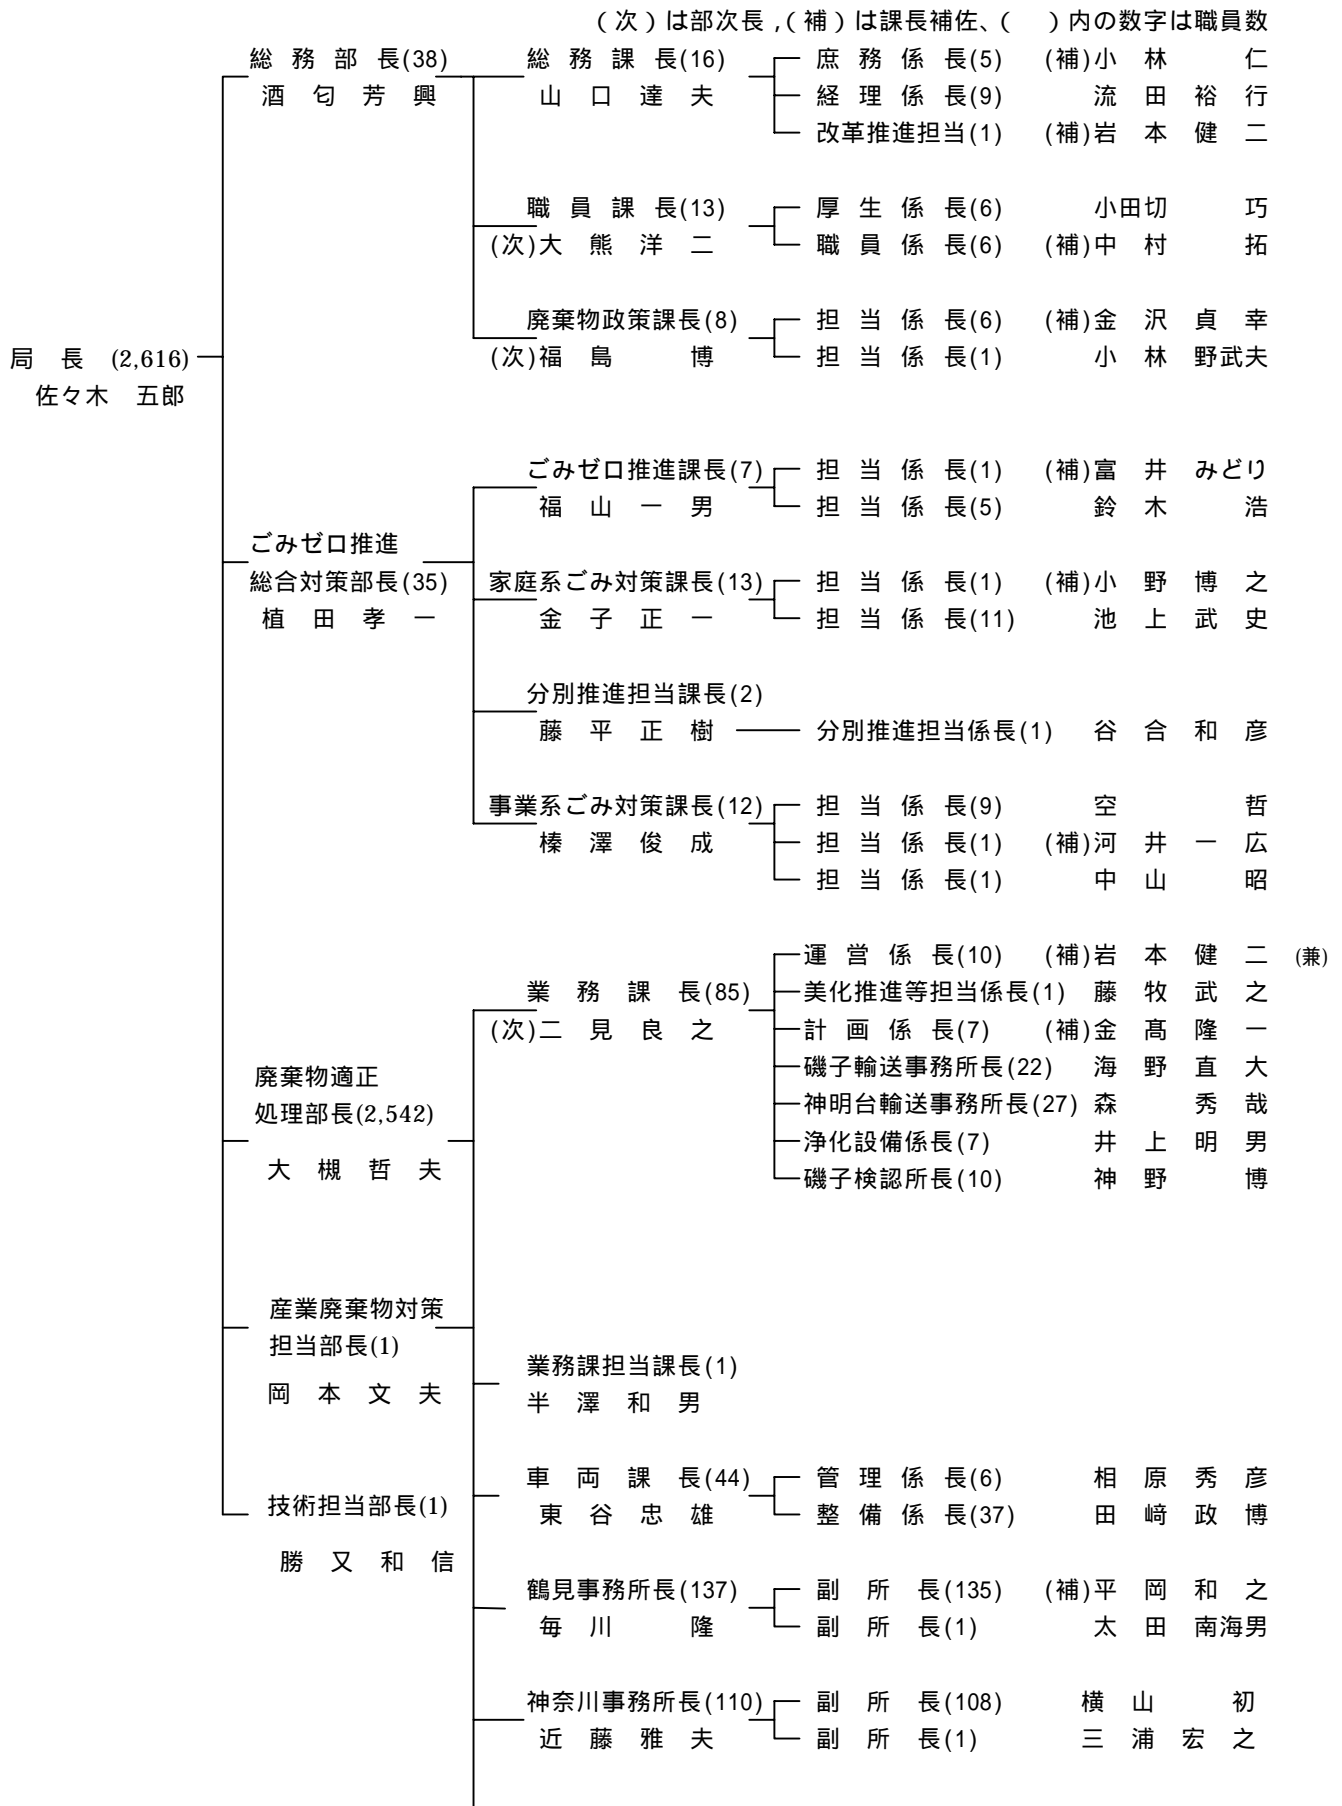 (次)は部次長,(補)は課長補佐、(　)内の数字は職員数
総務部長(38)　総務課長(16)　庶務係長(5)　(補)小林　仁
酒匂芳興　山口達夫　経理係長(9)　流田裕行
改革推進担当(1)　(補)岩本健二
職員課長(13)　厚生係長(6)　小田切　巧
(次)大熊洋二　職員係長(6)　(補)中村　拓
廃棄物政策課長(8)　担当係長(6)　(補)金沢貞幸
局長(2,616)　(次)福島　博　担当係長(1)　小林野武夫
佐々木　五郎
ごみゼロ推進課長(7)　担当係長(1)　(補)富井みどり
福山一男　担当係長(5)　鈴木　浩
ごみゼロ推進
総合対策部長(35)　家庭系ごみ対策課長(13)　担当係長(1)　(補)小野博之
植田孝一　金子正一　担当係長(11)　池上武史
分別推進担当課長(2)
藤平正樹　分別推進担当係長(1)　谷合和彦
事業系ごみ対策課長(12)　担当係長(9)　空　哲
榛澤俊成　担当係長(1)　(補)河井一広
担当係長(1)　中山　昭
運営係長(10)　(補)岩本健二　(兼)
業務課長(85)　美化推進等担当係長(1)　藤牧武之
(次)二見良之　計画係長(7)　(補)金髙隆一
廃棄物適正　磯子輸送事務所長(22)　海野直大
処理部長(2,542)　神明台輸送事務所長(27)　森　秀哉
浄化設備係長(7)　井上明男
大槻哲夫　磯子検認所長(10)　神野　博
産業廃棄物対策
担当部長(1)
業務課担当課長(1)
岡本文夫　半澤和男
車両課長(44)　管理係長(6)　相原秀彦
技術担当部長(1)　東谷忠雄　整備係長(37)　田﨑政博
勝又和信
鶴見事務所長(137)　副所長(135)　(補)平岡和之
毎川　隆　副所長(1)　太田南海男
神奈川事務所長(110)　副所長(108)　横山　初
近藤雅夫　副所長(1)　三浦宏之